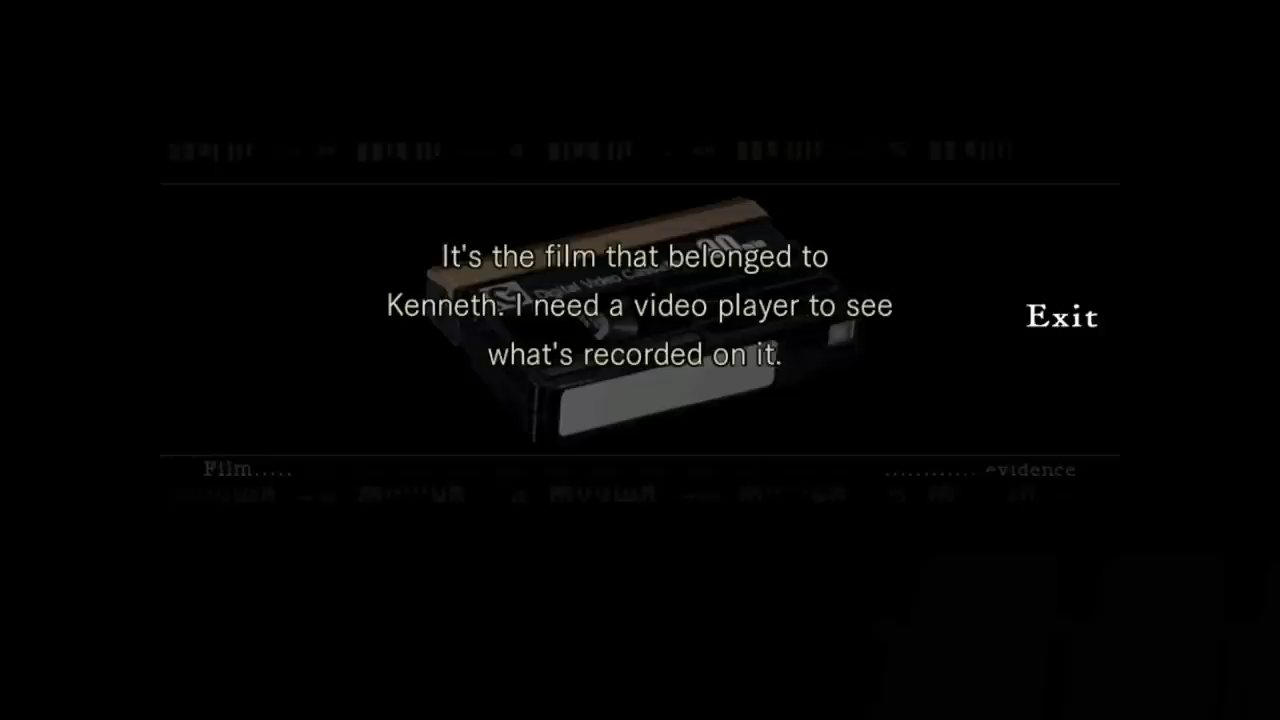 It's the film that belonged to
Kenneth. I need a video player to see
what's recorded on it.
Exit
Digital Video
Film.....
............ evidence